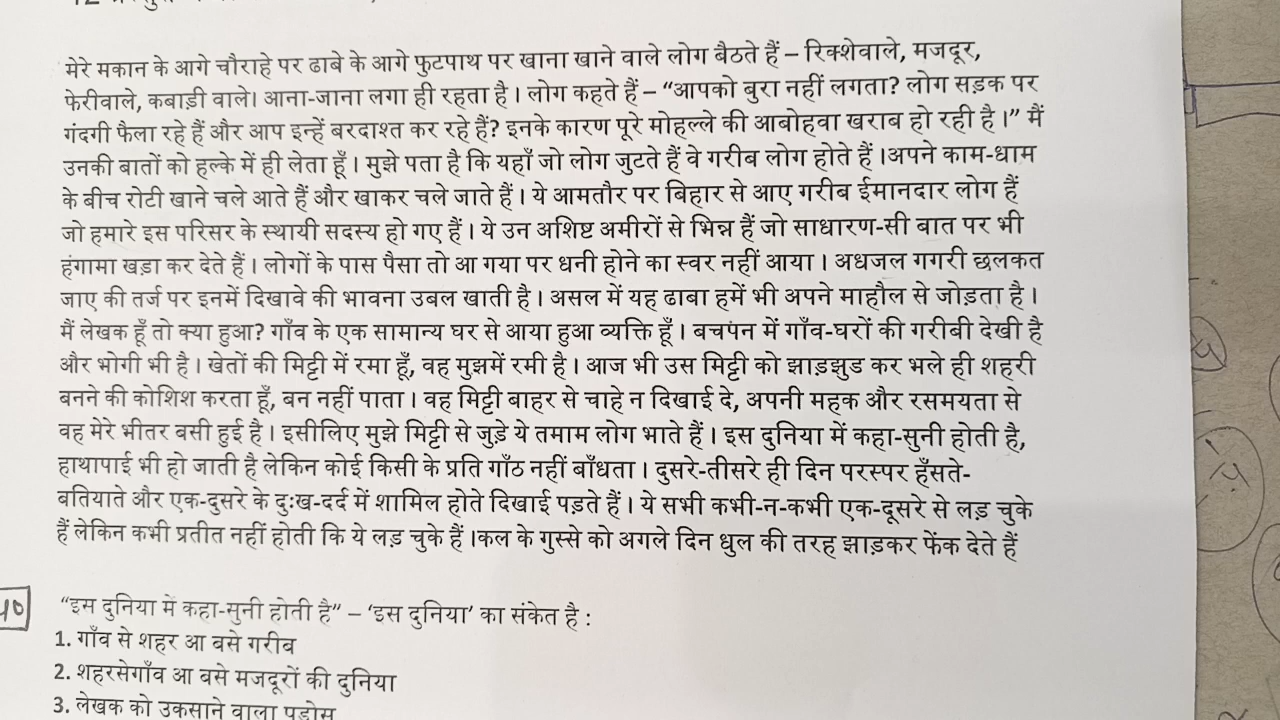 मेरे मकान के आगे चौराहे पर ढाबे के आगे फुटपाथ पर खाना खाने वाले लोग बैठते हैं – रिक्शेवाले, मजदूर,
फेरीवाले, कबाड़ी वाले। आना-जाना लगा ही रहता है । लोग कहते हैं – “आपको बुरा नहीं लगता? लोग सड़क पर
गंदगी फैला रहे हैं और आप इन्हें बरदाश्त कर रहे हैं? इनके कारण पूरे मोहल्ले की आबोहवा खराब हो रही है ।” मैं
उनकी बातों को हल्के में ही लेता हूँ । मुझे पता है कि यहाँ जो लोग जुटते हैं वे गरीब लोग होते हैं ।अपने काम-धाम
के बीच रोटी खाने चले आते हैं और खाकर चले जाते हैं । ये आमतौर पर बिहार से आए गरीब ईमानदार लोग हैं
जो हमारे इस परिसर के स्थायी सदस्य हो गए हैं । ये उन अशिष्ट अमीरों से भिन्न हैं जो साधारण-सी बात पर भी
हंगामा खड़ा कर देते हैं । लोगों के पास पैसा तो आ गया पर धनी होने का स्वर नहीं आया । अधजल गगरी छलकत
जाए की तर्ज पर इनमें दिखावे की भावना उबल खाती है । असल में यह ढाबा हमें भी अपने माहौल से जोड़ता है ।
मैं लेखक हूँ तो क्या हुआ? गाँव के एक सामान्य घर से आया हुआ व्यक्ति हूँ । बचपन में गाँव-घरों की गरीबी देखी है
और भोगी भी है । खेतों की मिट्टी में रमा हूँ, वह मुझमें रमी है । आज भी उस मिट्टी को झाड़झुड कर भले ही शहरी
बनने की कोशिश करता हूँ, बन नहीं पाता । वह मिट्टी बाहर से चाहे न दिखाई दे, अपनी महक और रसमयता से
वह मेरे भीतर बसी हुई है । इसीलिए मुझे मिट्टी से जुड़े ये तमाम लोग भाते हैं । इस दुनिया में कहा-सुनी होती है,
हाथापाई भी हो जाती है लेकिन कोई किसी के प्रति गाँठ नहीं बाँधता । दुसरे-तीसरे ही दिन परस्पर हँसते-
बतियाते और एक-दुसरे के दुःख-दर्द में शामिल होते दिखाई पड़ते हैं । ये सभी कभी-न-कभी एक-दूसरे से लड़ चुके
हैं लेकिन कभी प्रतीत नहीं होती कि ये लड़ चुके हैं ।कल के गुस्से को अगले दिन धुल की तरह झाड़कर फेंक देते हैं
“इस दुनिया में कहा-सुनी होती है” – ‘इस दुनिया’ का संकेत है :
1. गाँव से शहर आ बसे गरीब
2. शहरसेगाँव आ बसे मजदूरों की दुनिया
3. लेखक को उकसाने वाला पड़ोस